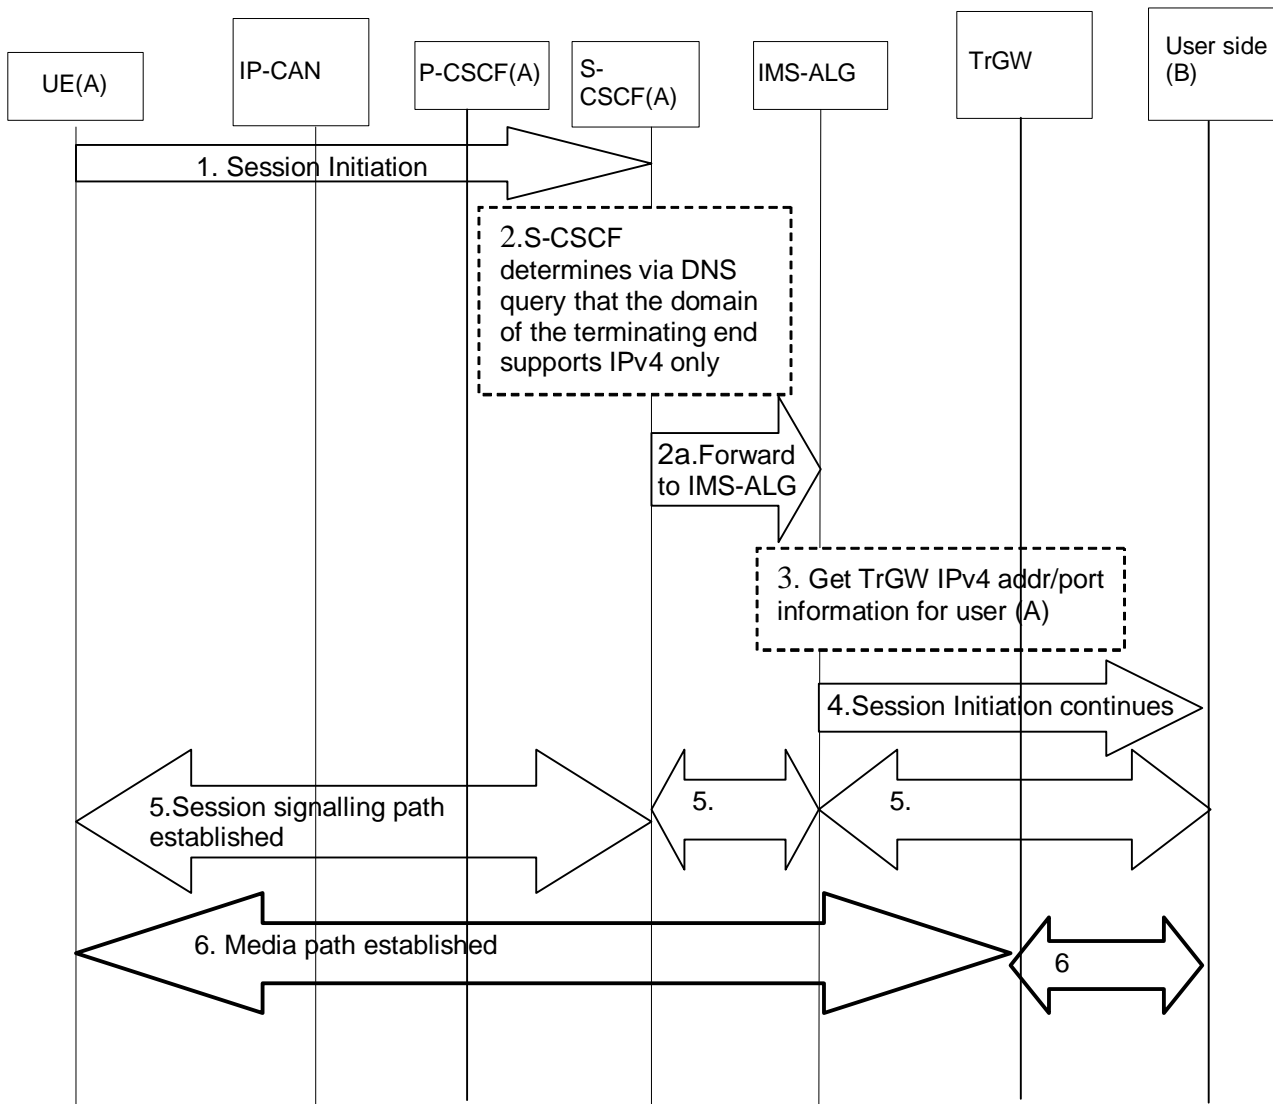 UE(A)
IP-CAN
P-CSCF(A)
S-
CSCF(A)
IMS-ALG
TrGW
User side
(B)
1. Session Initiation
2.S-CSCF
determines via DNS
query that the domain
of the terminating end
supports IPv4 only
2a.Forward
to IMS-ALG
3. Get TrGW IPv4 addr/port
information for user (A)
4.Session Initiation continues
5.Session signalling path
established
5.
5.
6. Media path established
6